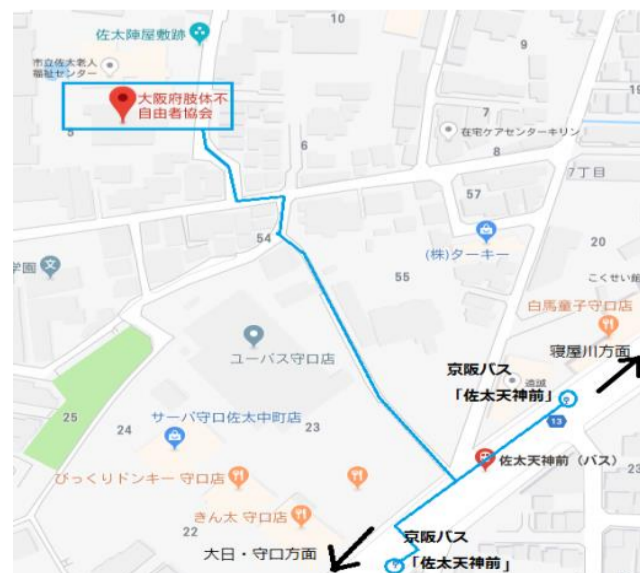 10
佐太陣屋敷跡
9
市立佐太老人
福祉センター
19
大阪府肢体不
自由者協会
5
7
在宅ケアセンターキリン
6
8
7丁目
57
54
20
(株)ターキー
学園
55
こくせい館
白馬童子守口店
ユーバス守口店
寝屋川方面
京阪バス
「佐太天神前」
25
サーパ守口佐太中町店
13
24
23
佐太天神前（バス）
23
びっくりドンキー 守口店
きん太 守口店
22
京阪バス
大日・守口方面
「佐太天神前」